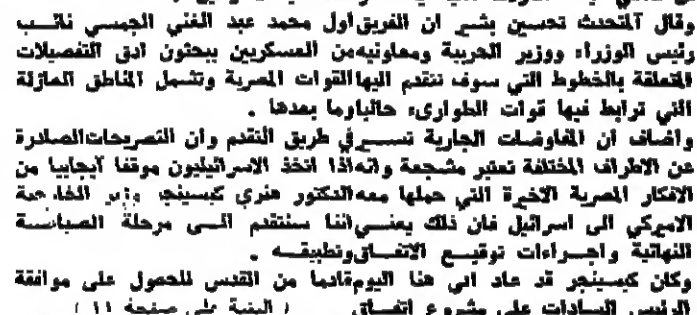 وقال المتحدث تحسين بشير ان الفريق اول محمد عبد الغني الجمسي نائب
رئيس الوزراء ووزير الحربية ومعاونيه من العسكريين يبحثون ادق التفصيلات
المتعلقة بالخطوط التي سوف تتقدم اليها القوات المصرية وتشمل المناطق العازلة
التي ترابط فيها قوات الطوارىء حاليا وما بعدها .
واضاف ان المفاوضات الجارية تسير في طريق التقدم وان التصريحات الصادرة
عن الاطراف المختلفة تعتبر مشجعة وانه اذا اتخذ الاسرائيليون موقفا ايجابيا من
الافكار المصرية الاخيرة التي حملها معه الدكتور هنري كيسينجر وزير الخارجية
الاميركي الى اسرائيل فان ذلك يعني اننا سنتقدم الى مرحلة الصياغة
النهائية واجراءات توقيع الاتفاق وتطبيقه .
وكان كيسينجر قد عاد الى هنا اليوم قادما من القدس للحصول على موافقة
الرئيس السادات على مشروع اتفاق ( البقية على صفحة ١١ )